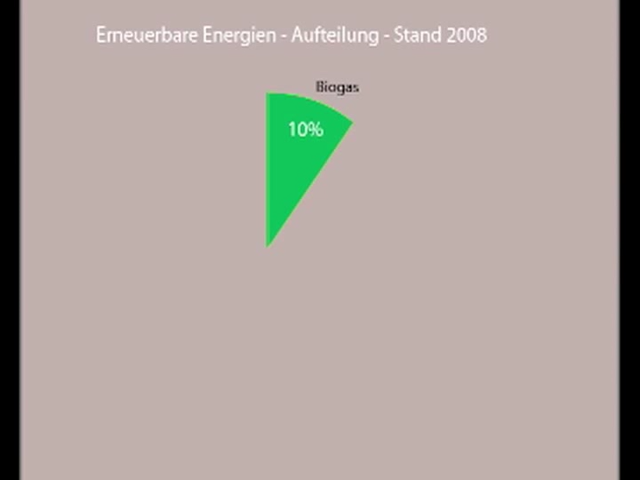 Erneuerbare Energien - Aufteilung - Stand 2008
Biogas
10%